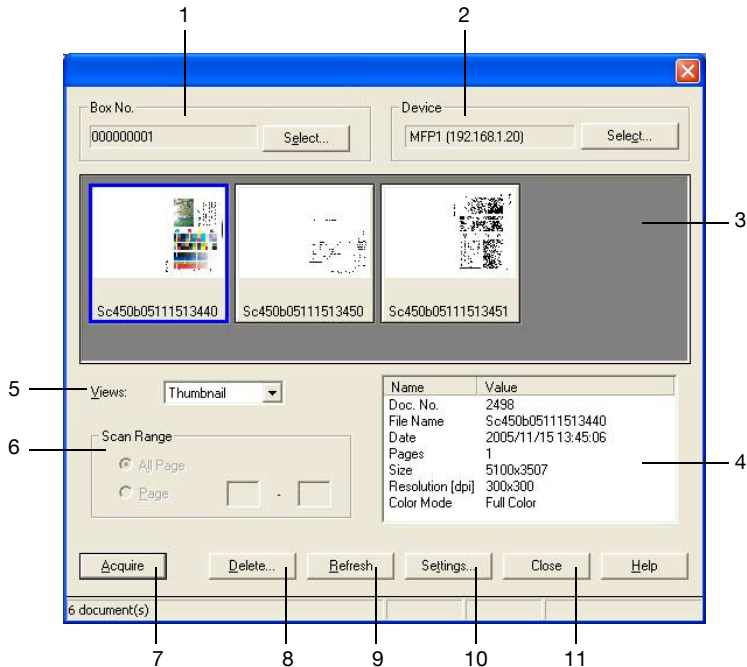 1 2
Box No. Device
000000001 Select... MFP1 (192.168.1.20) Select...
3
Sc450b05111513440 Sc450b05111513450 Sc450b05111513451
5 Views: Thumbnail
Name Value
Doc. No. 2498
File Name Sc450b05111513440
Date 2005/11/15 13:45:06
Pages 1
Size 5100x3507
Resolution [dpi] 300x300
Color Mode Full Color
4
6 Scan Range
All Page
Page -
Acquire Delete... Refresh Settings... Close Help
6 document(s)
7 8 9 10 11